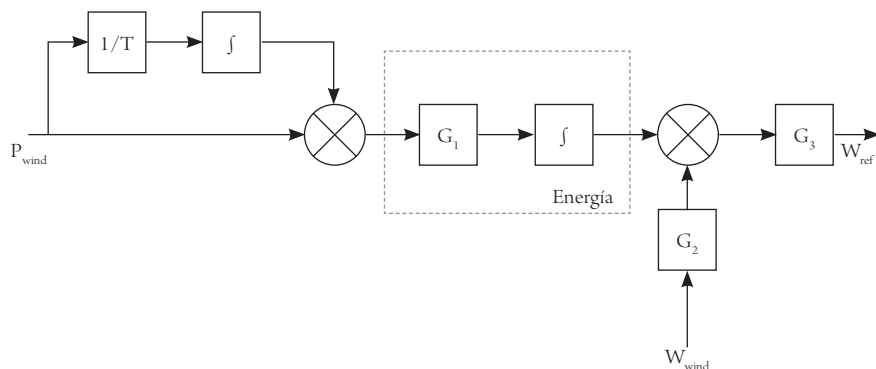 1/T
∫
P_wind
G_1
∫
Energía
G_3
W_ref
G_2
W_wind